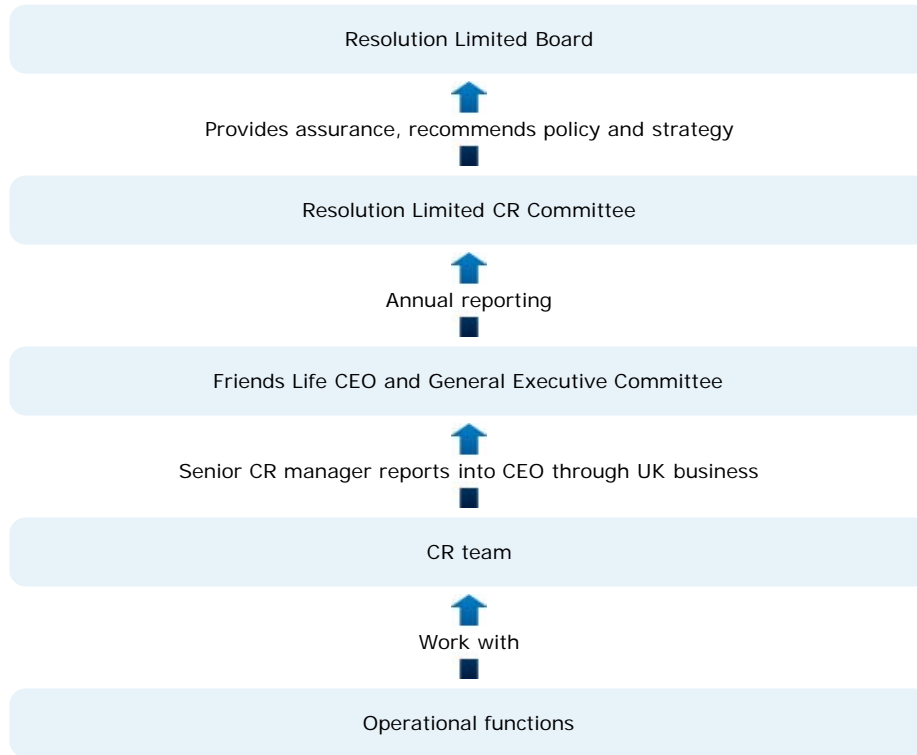 Resolution Limited Board
Provides assurance, recommends policy and strategy
Resolution Limited CR Committee
Annual reporting
Friends Life CEO and General Executive Committee
Senior CR manager reports into CEO through UK business
CR team
Work with
Operational functions